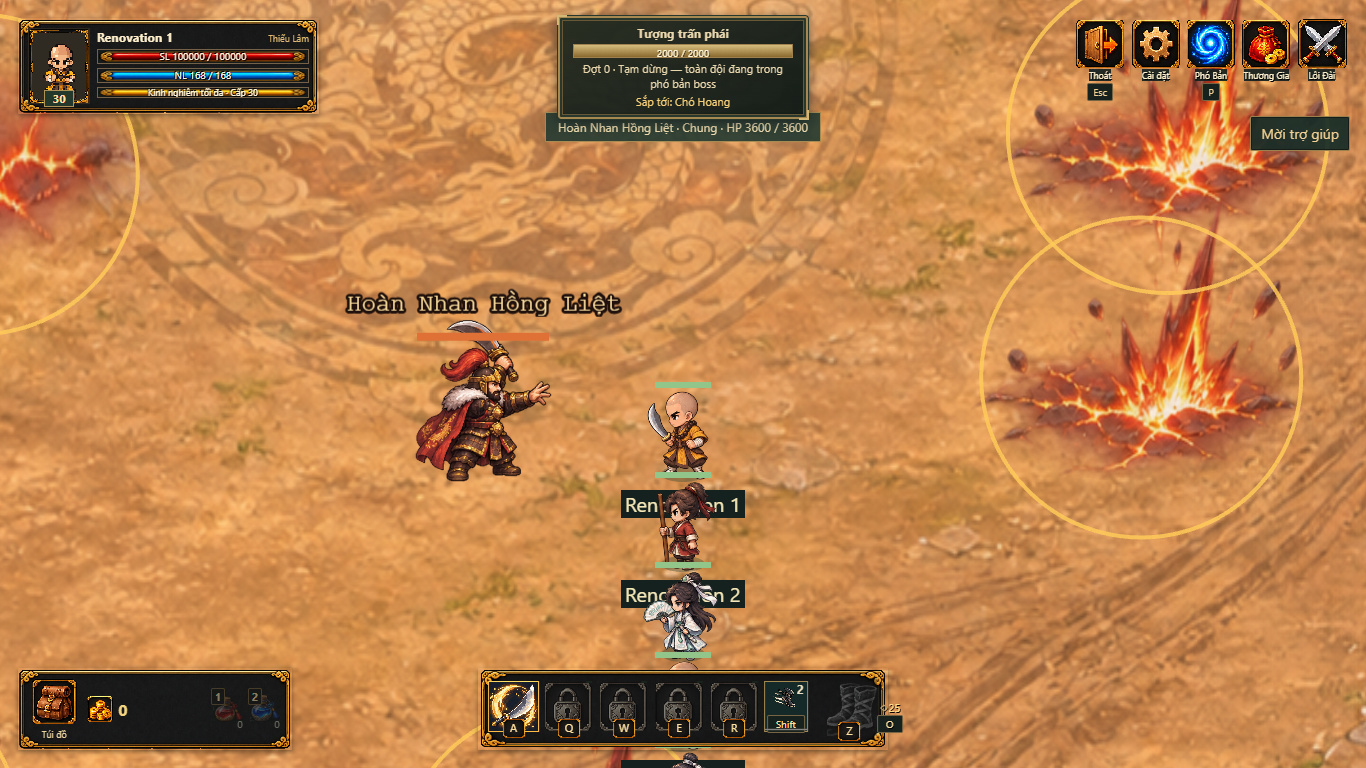 Renovation 1
Thiếu Lâm
SL 100000 / 100000
NL 168 / 168
Kinh nghiệm tối đa · Cấp 30
30
Tượng trấn phái
2000 / 2000
Đợt 0 · Tạm dừng — toàn đội đang trong
phó bản boss
Sắp tới: Chó Hoang
Hoàn Nhan Hồng Liệt · Chung · HP 3600 / 3600
Thoát
Cài đặt
Phó Bản
Thương Gia
Lôi Đài
Esc
P
Mời trợ giúp
Hoàn Nhan Hồng Liệt
1
2
Túi đồ
0
1
0
2
0
A
Q
W
E
R
2
Shift
Z
25
O